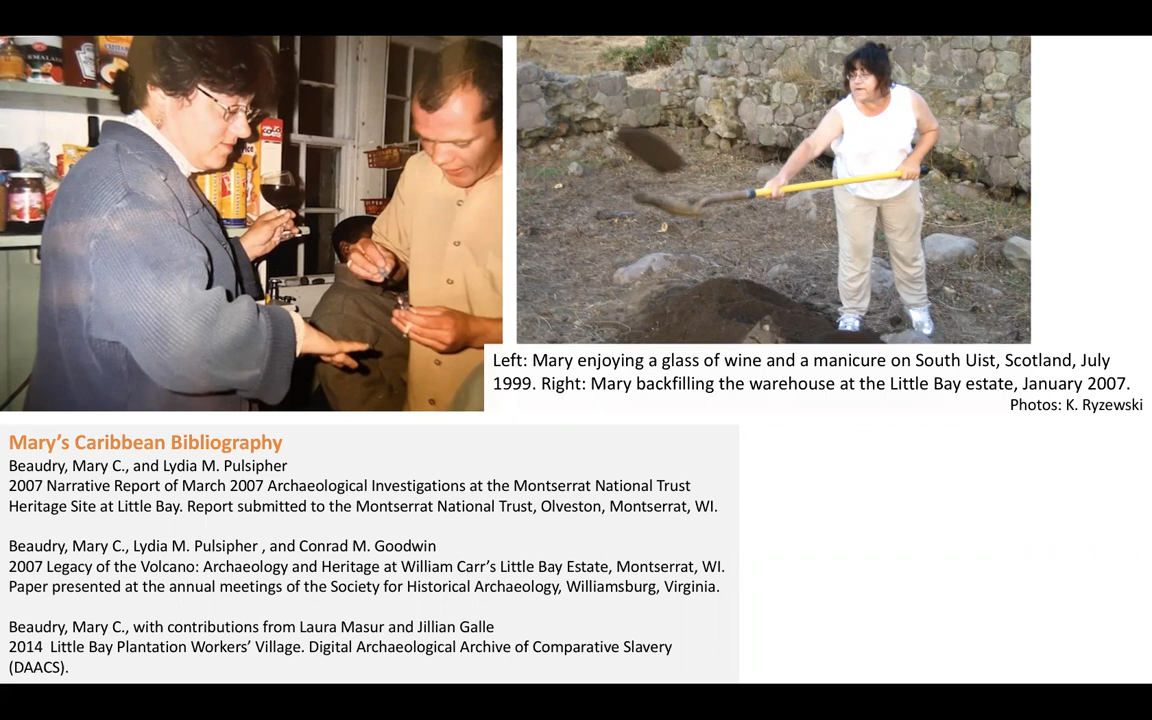 Left: Mary enjoying a glass of wine and a manicure on South Uist, Scotland, July
1999. Right: Mary backfilling the warehouse at the Little Bay estate, January 2007.
Photos: K. Ryzewski
Mary’s Caribbean Bibliography
Beaudry, Mary C., and Lydia M. Pulsipher
2007 Narrative Report of March 2007 Archaeological Investigations at the Montserrat National Trust
Heritage Site at Little Bay. Report submitted to the Montserrat National Trust, Olveston, Montserrat, WI.
Beaudry, Mary C., Lydia M. Pulsipher , and Conrad M. Goodwin
2007 Legacy of the Volcano: Archaeology and Heritage at William Carr’s Little Bay Estate, Montserrat, WI.
Paper presented at the annual meetings of the Society for Historical Archaeology, Williamsburg, Virginia.
Beaudry, Mary C., with contributions from Laura Masur and Jillian Galle
2014 Little Bay Plantation Workers’ Village. Digital Archaeological Archive of Comparative Slavery
(DAACS).